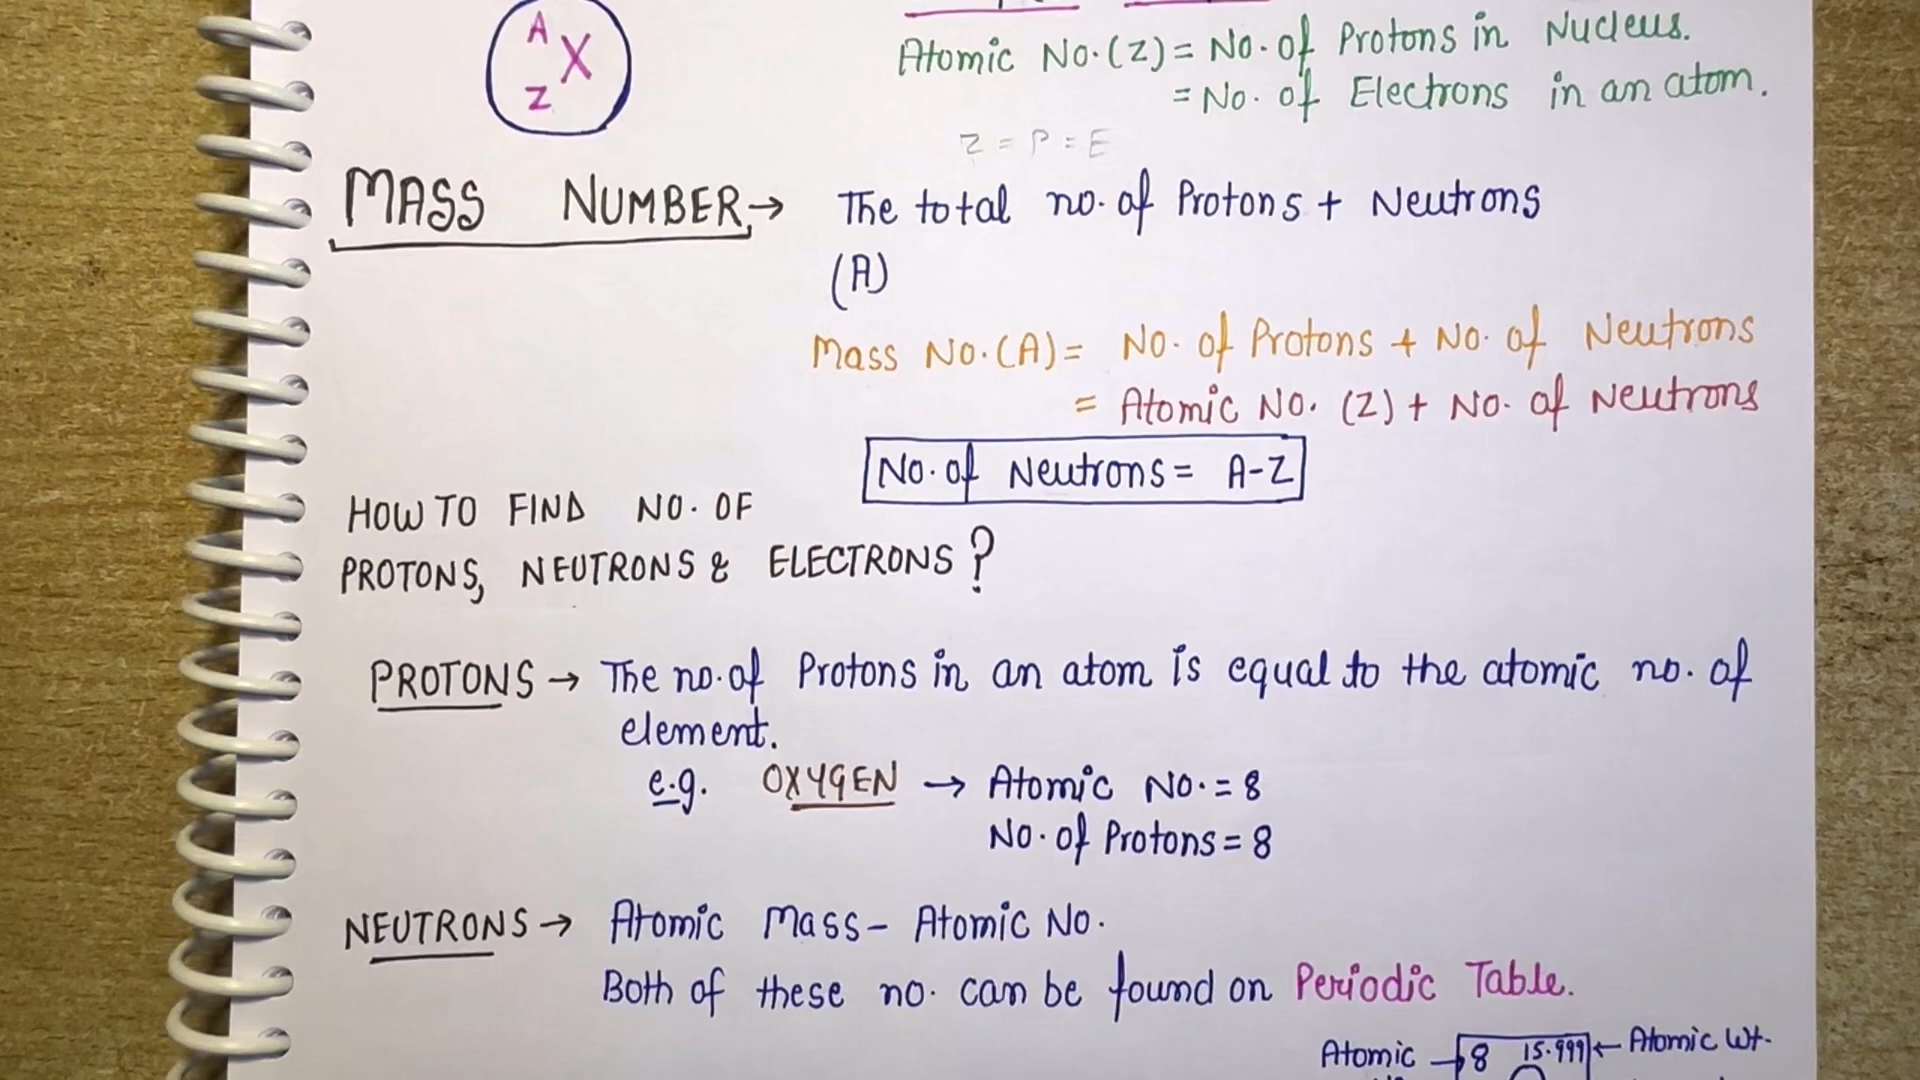 A
X
Z
Atomic No.(Z) = No. of Protons in Nucleus.
= No. of Electrons in an atom.
Z = P = E
MASS NUMBER → The total no. of Protons + Neutrons
(A)
Mass No.(A) = No. of Protons + No. of Neutrons
= Atomic No. (Z) + No. of Neutrons
No. of Neutrons = A-Z
HOW TO FIND NO. OF
PROTONS, NEUTRONS & ELECTRONS?
PROTONS → The no. of Protons in an atom is equal to the atomic no. of
element.
e.g. OXYGEN → Atomic No. = 8
No. of Protons = 8
NEUTRONS → Atomic Mass - Atomic No.
Both of these no. can be found on Periodic Table.
Atomic → 8 15.999 ← Atomic Wt.